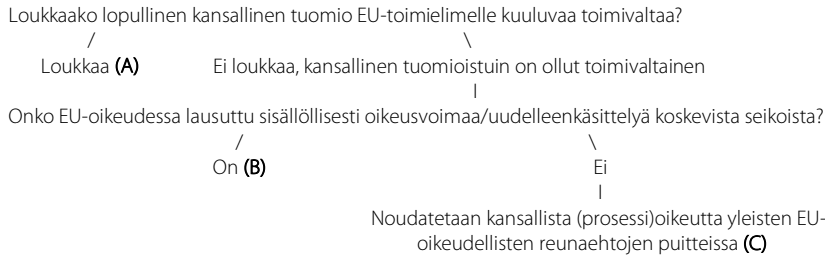 Loukkaako lopullinen kansallinen tuomio EU-toimielimelle kuuluvaa toimivaltaa?
/ \
Loukkaa (A) Ei loukkaa, kansallinen tuomioistuin on ollut toimivaltainen
|
Onko EU-oikeudessa lausuttu sisällöllisesti oikeusvoimaa/uudelleenkäsittelyä koskevista seikoista?
/ \
On (B) Ei
|
Noudatetaan kansallista (prosessi)oikeutta yleisten EU-
oikeudellisten reunaehtojen puitteissa (C)